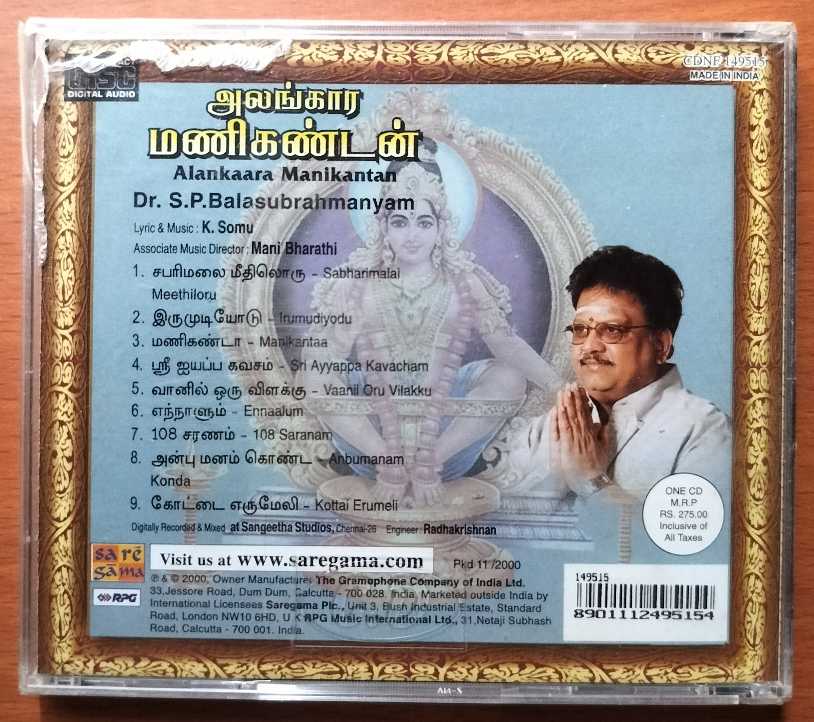 DISC
DIGITAL AUDIO
CDNF 149515
MADE IN INDIA
அலங்கார
மணிகண்டன்
Alankaara Manikantan
Dr. S.P.Balasubrahmanyam
Lyric & Music : K. Somu
Associate Music Director : Mani Bharathi
1. சபரிமலை மீதிலொரு - Sabharimalai
Meethiloru
2. இருமுடியோடு - Irumudiyodu
3. மணிகண்டா - Manikantaa
4. ஸ்ரீ ஐயப்ப கவசம் - Sri Ayyappa Kavacham
5. வானில் ஒரு விளக்கு - Vaanil Oru Vilakku
6. எந்நாளும் - Ennaalum
7. 108 சரணம் - 108 Saranam
8. அன்பு மனம் கொண்ட - Anbumanam
Konda
9. கோட்டை எருமேலி - Kottai Erumeli
Digitally Recorded & Mixed at Sangeetha Studios, Chennai-26 Engineer: Radhakrishnan
ONE CD
M.R.P
RS. 275.00
Inclusive of
All Taxes
sa rē
gă ma
RPG
Visit us at www.saregama.com
Pkd 11/2000
℗ & © 2000, Owner Manufacturer The Gramophone Company of India Ltd.
33, Jessore Road, Dum Dum, Calcutta - 700 028. India. Marketed outside India by
International Licensees Saregama Plc., Unit 3, Blush Industrial Estate, Standard
Road, London NW10 6HD, U K RPG Music International Ltd., 31, Netaji Subhash
Road, Calcutta - 700 001. India.
149515
8901112495154